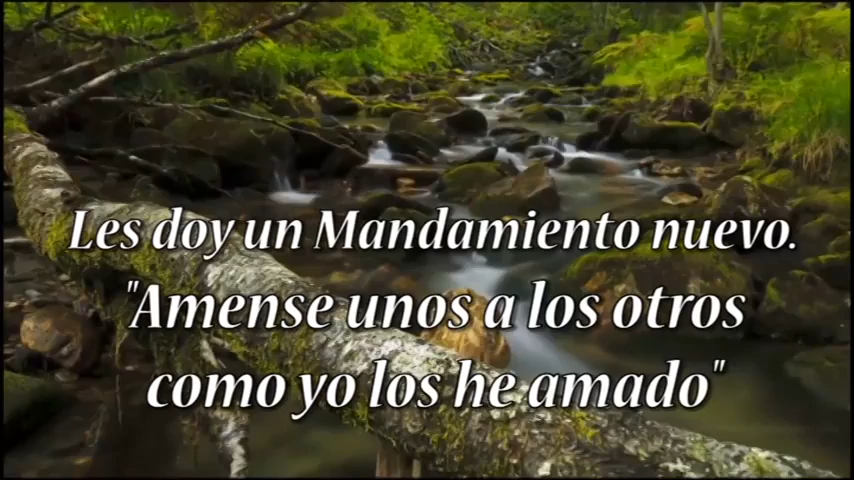 Les doy un Mandamiento nuevo.
"Amense unos a los otros
como yo los he amado"